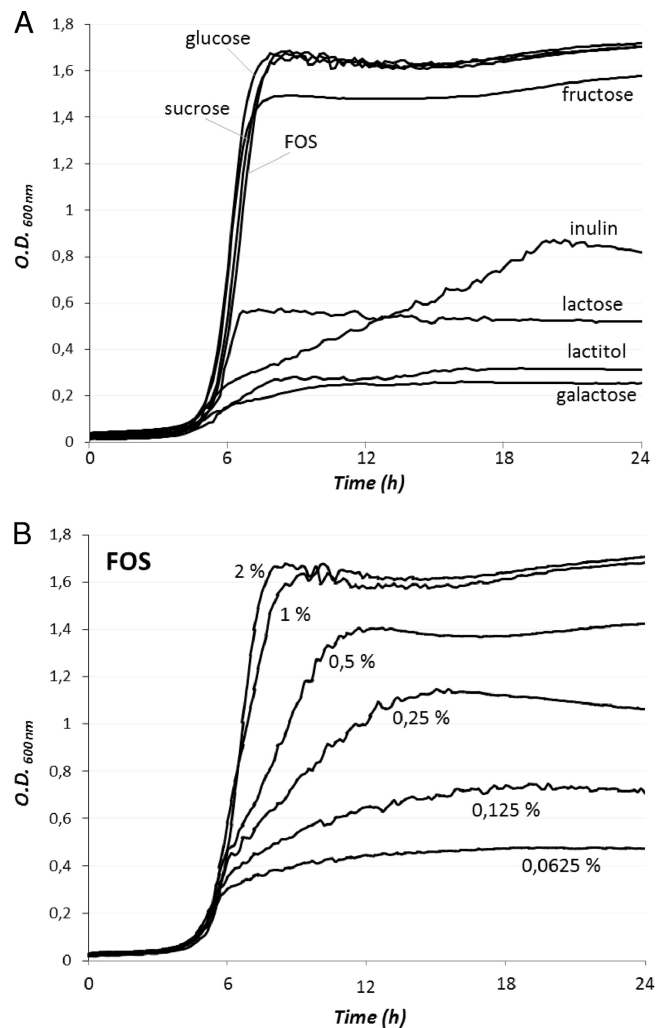 A
1,8
1,6
1,4
1,2
1
0,8
0,6
0,4
0,2
0
O.D. 600nm
glucose
sucrose
FOS
fructose
inulin
lactose
lactitol
galactose
0 6 12 18 24
Time (h)
B
FOS
1,8
1,6
1,4
1,2
1
0,8
0,6
0,4
0,2
0
O.D. 600nm
2 %
1 %
0,5 %
0,25 %
0,125 %
0,0625 %
0 6 12 18 24
Time (h)